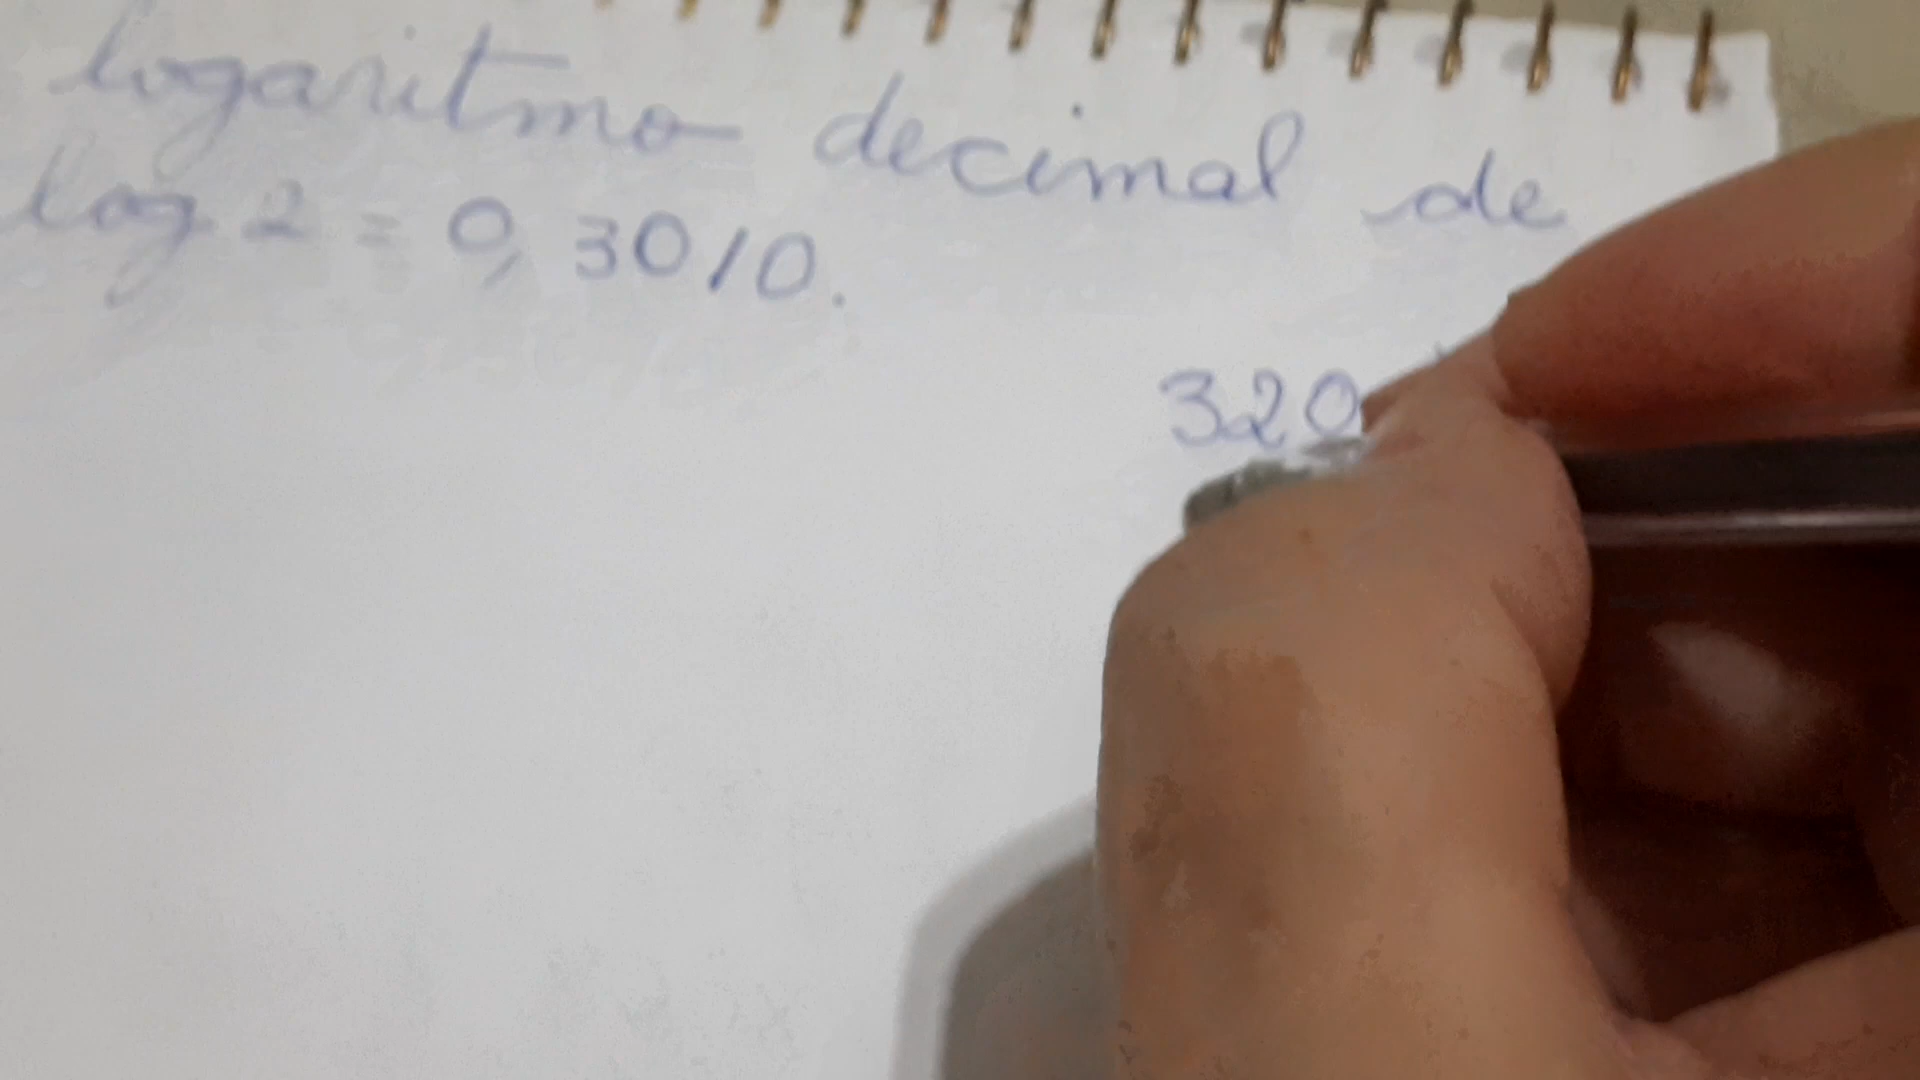 logaritmo decimal de
log 2 = 0,3010.
320